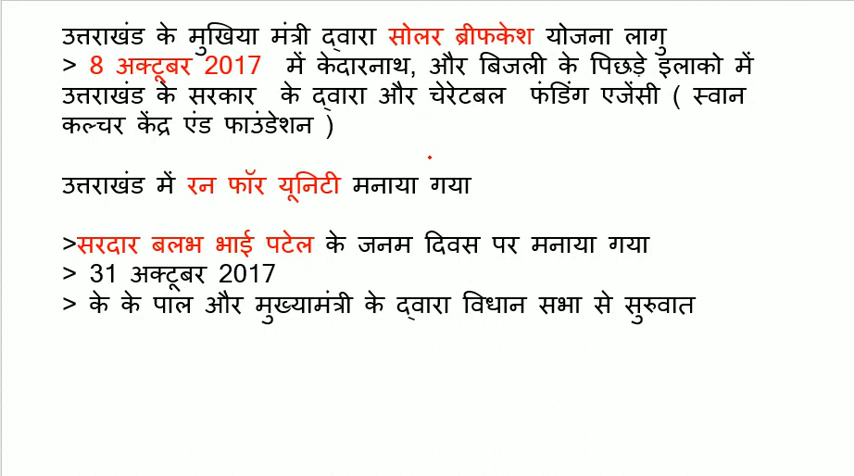 उत्तराखंड के मुखिया मंत्री द्वारा सोलर ब्रीफकेश योजना लागु
> 8 अक्टूबर 2017 में केदारनाथ, और बिजली के पिछड़े इलाको में
उत्तराखंड के सरकार के द्वारा और चेरेटबल फंडिंग एजेंसी ( स्वान
कल्चर केंद्र एंड फाउंडेशन )
उत्तराखंड में रन फॉर यूनिटी मनाया गया
>सरदार बलभ भाई पटेल के जनम दिवस पर मनाया गया
> 31 अक्टूबर 2017
> के के पाल और मुख्यामंत्री के द्वारा विधान सभा से सुरुवात